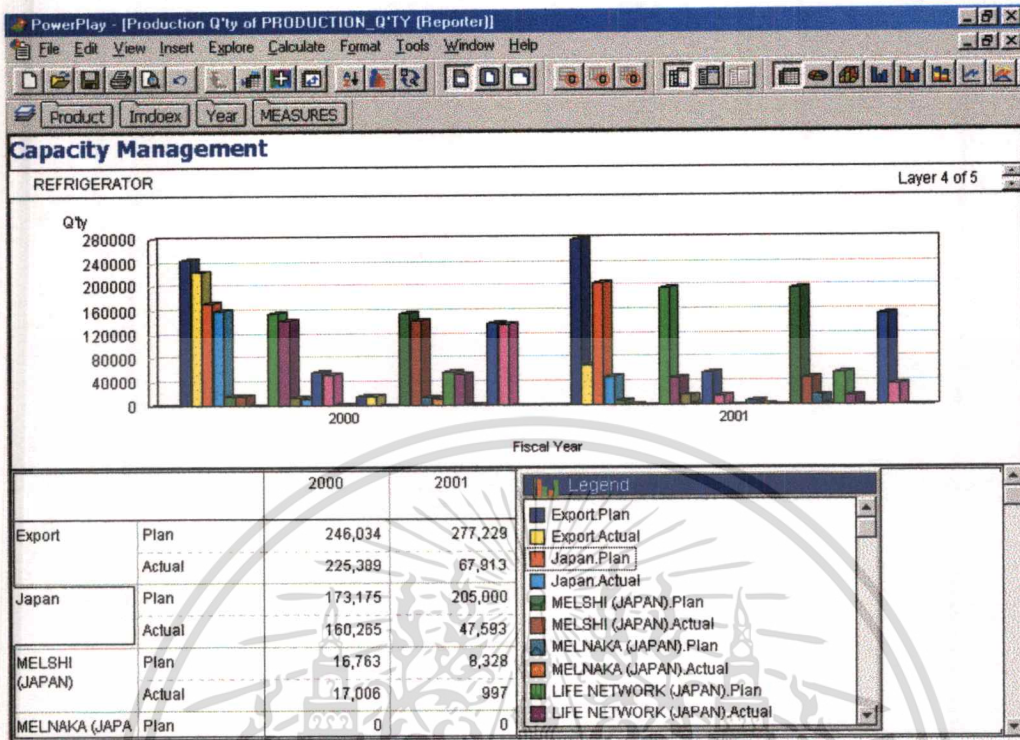 PowerPlay - [Production Q'ty of PRODUCTION_Q'TY (Reporter)]
File Edit View Insert Explore Calculate Format Tools Window Help
Product Imdoex Year MEASURES
Capacity Management
REFRIGERATOR Layer 4 of 5
Q'ty
280000
240000
200000
160000
120000
80000
40000
0
2000 2001
Fiscal Year
2000 2001
Export Plan 246,034 277,229
Actual 225,389 67,913
Japan Plan 173,175 205,000
Actual 160,265 47,593
MELSHI (JAPAN) Plan 16,763 8,328
Actual 17,006 997
MELNAKA (JAPA Plan 0 0
Legend
Export.Plan
Export.Actual
Japan.Plan
Japan.Actual
MELSHI (JAPAN).Plan
MELSHI (JAPAN).Actual
MELNAKA (JAPAN).Plan
MELNAKA (JAPAN).Actual
LIFE NETWORK (JAPAN).Plan
LIFE NETWORK (JAPAN).Actual